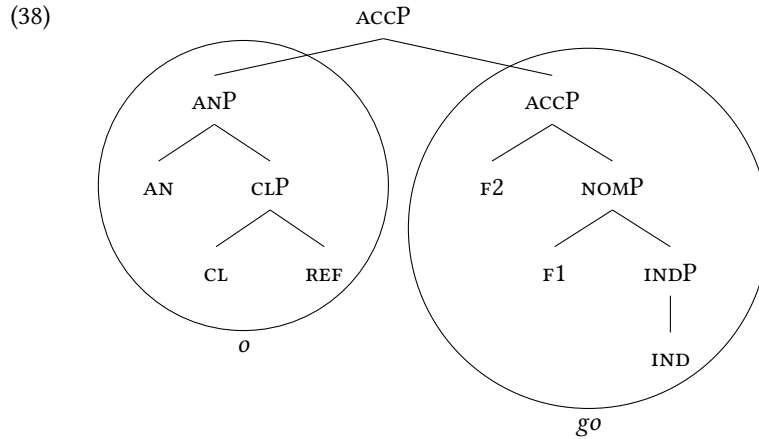 (38)
ACCP
ANP ACCP
AN CLP F2 NOMP
CL REF F1 INDP
o IND
go